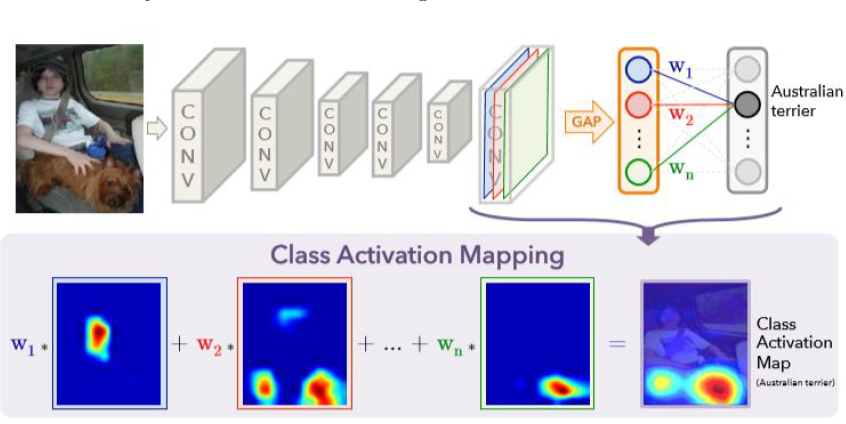 CONV
CONV
CONV
CONV
CONV
CONV
GAP
w1
w2
wn
Australian
terrier
Class Activation Mapping
w1 * + w2 * + ... + wn * =
Class
Activation
Map
(Australian terrier)